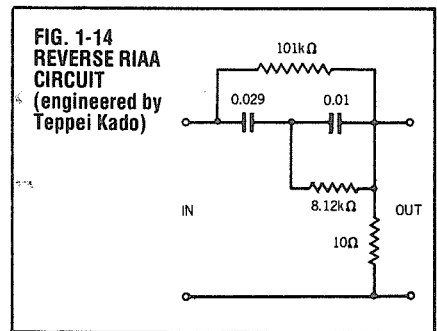 FIG. 1-14
REVERSE RIAA
CIRCUIT
(engineered by
Teppei Kado)
101kΩ
0.029
0.01
8.12kΩ
IN
OUT
10Ω